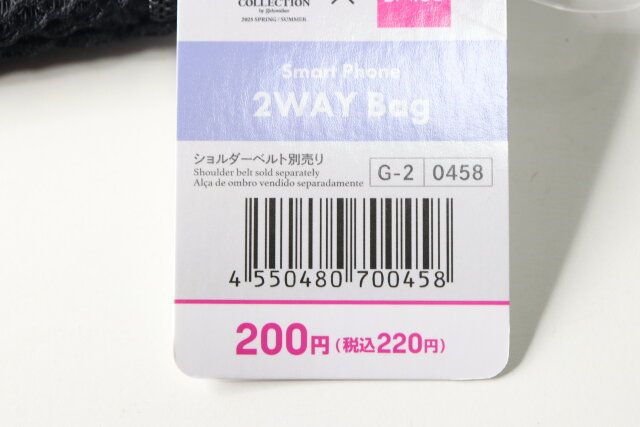 COLLECTION ×
2025 SPRING / SUMMER
Smart Phone
2WAY Bag
ショルダーベルト別売り
Shoulder belt sold separately
Alça de ombro vendido separadamente
G-2 0458
4 550480 700458
200円(税込220円)